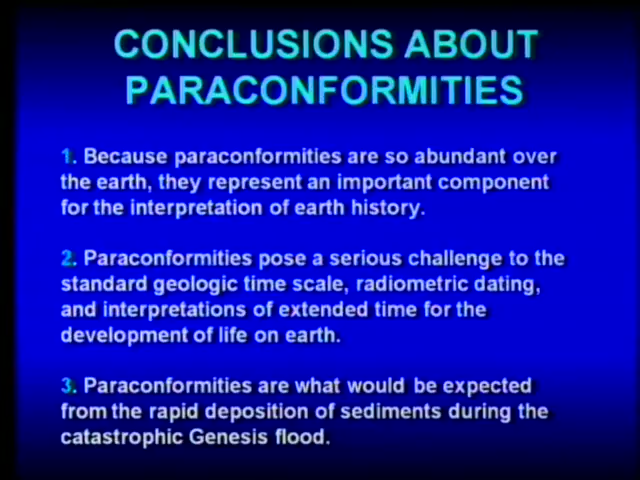 CONCLUSIONS ABOUT
PARACONFORMITIES
1. Because paraconformities are so abundant over
the earth, they represent an important component
for the interpretation of earth history.
2. Paraconformities pose a serious challenge to the
standard geologic time scale, radiometric dating,
and interpretations of extended time for the
development of life on earth.
3. Paraconformities are what would be expected
from the rapid deposition of sediments during the
catastrophic Genesis flood.